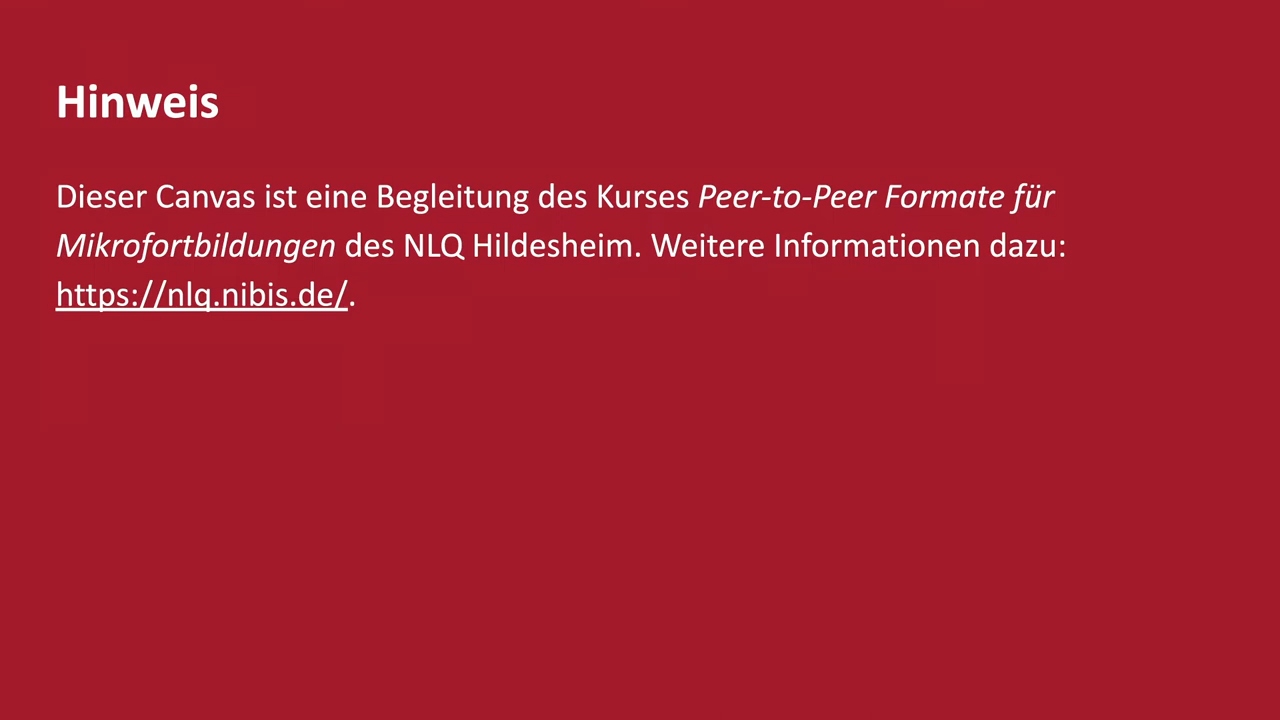 Hinweis
Dieser Canvas ist eine Begleitung des Kurses Peer-to-Peer Formate für
Mikrofortbildungen des NLQ Hildesheim. Weitere Informationen dazu:
https://nlq.nibis.de/.